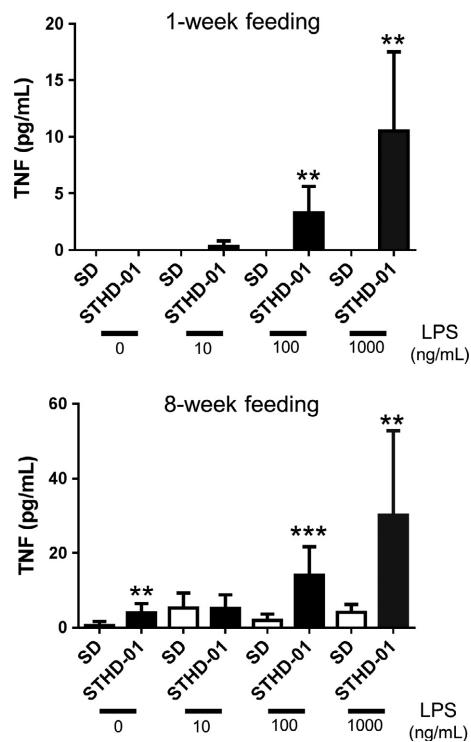 1-week feeding
TNF (pg/mL)
20
15
10
5
0
**
**
SD
STHD-01
SD
STHD-01
SD
STHD-01
SD
STHD-01
0
10
100
1000
LPS
(ng/mL)
8-week feeding
TNF (pg/mL)
60
40
20
0
**
***
**
SD
STHD-01
SD
STHD-01
SD
STHD-01
SD
STHD-01
0
10
100
1000
LPS
(ng/mL)